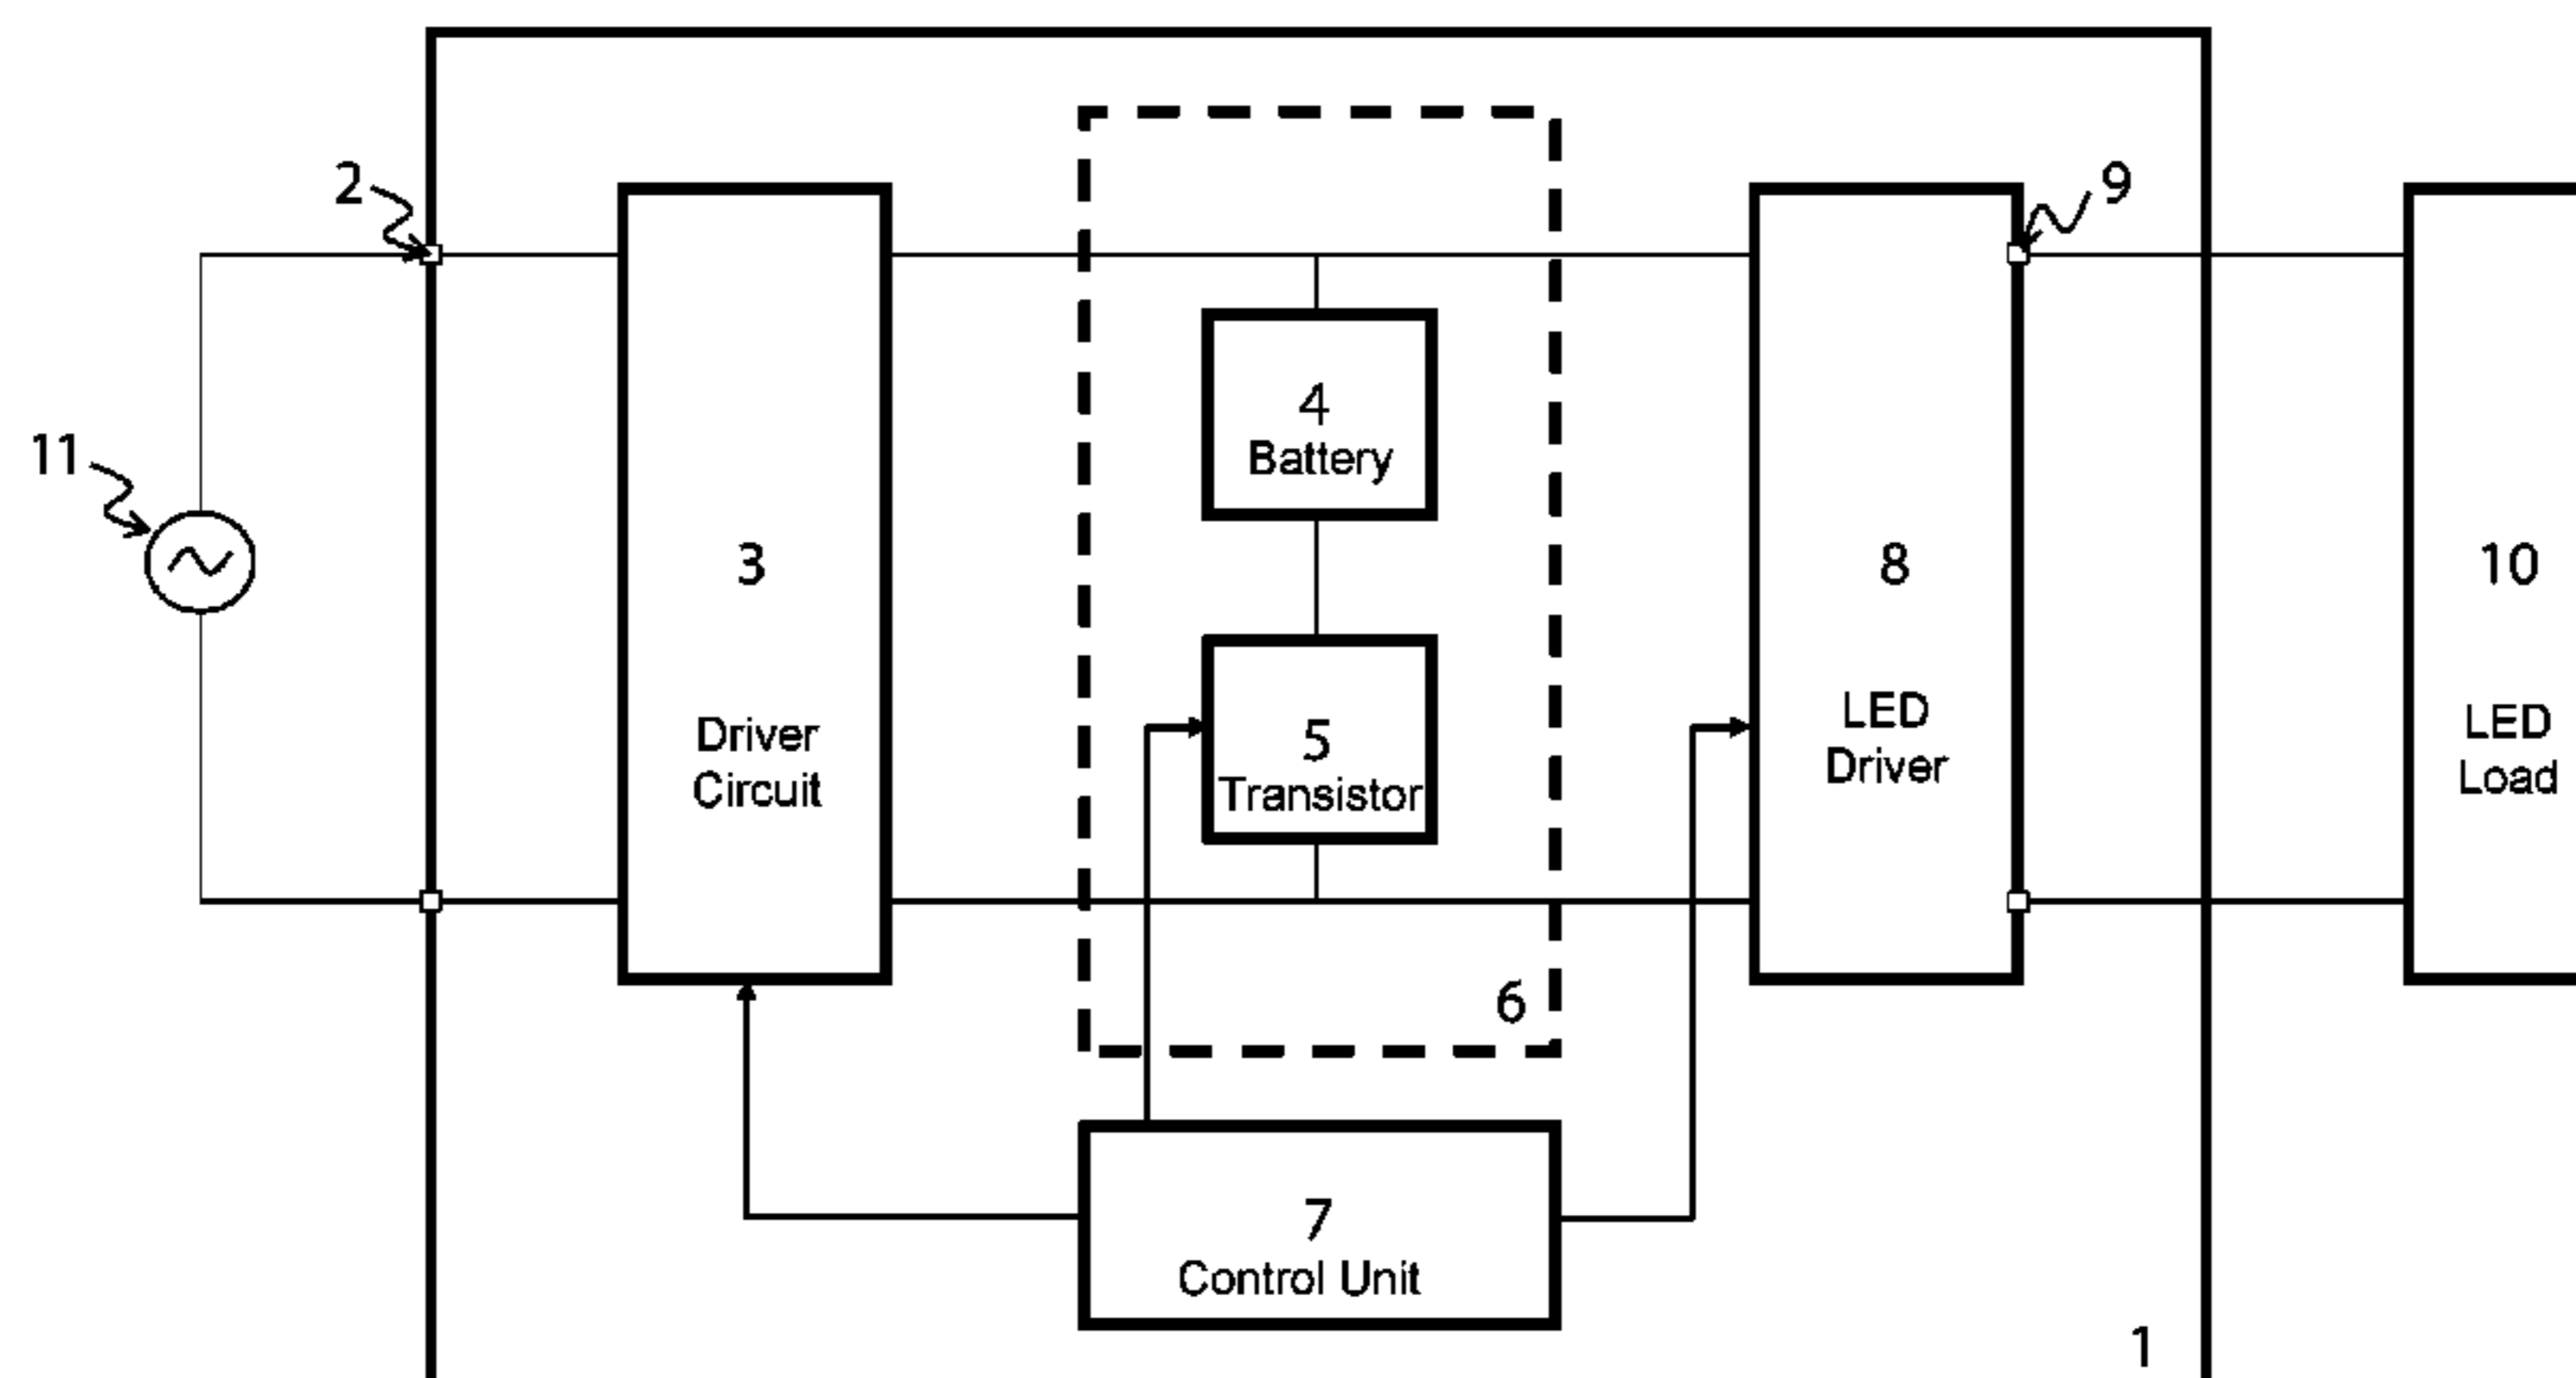 2
9
11
4
Battery
3
8
10
Driver
Circuit
5
Transistor
LED
Driver
LED
Load
6
7
Control Unit
1